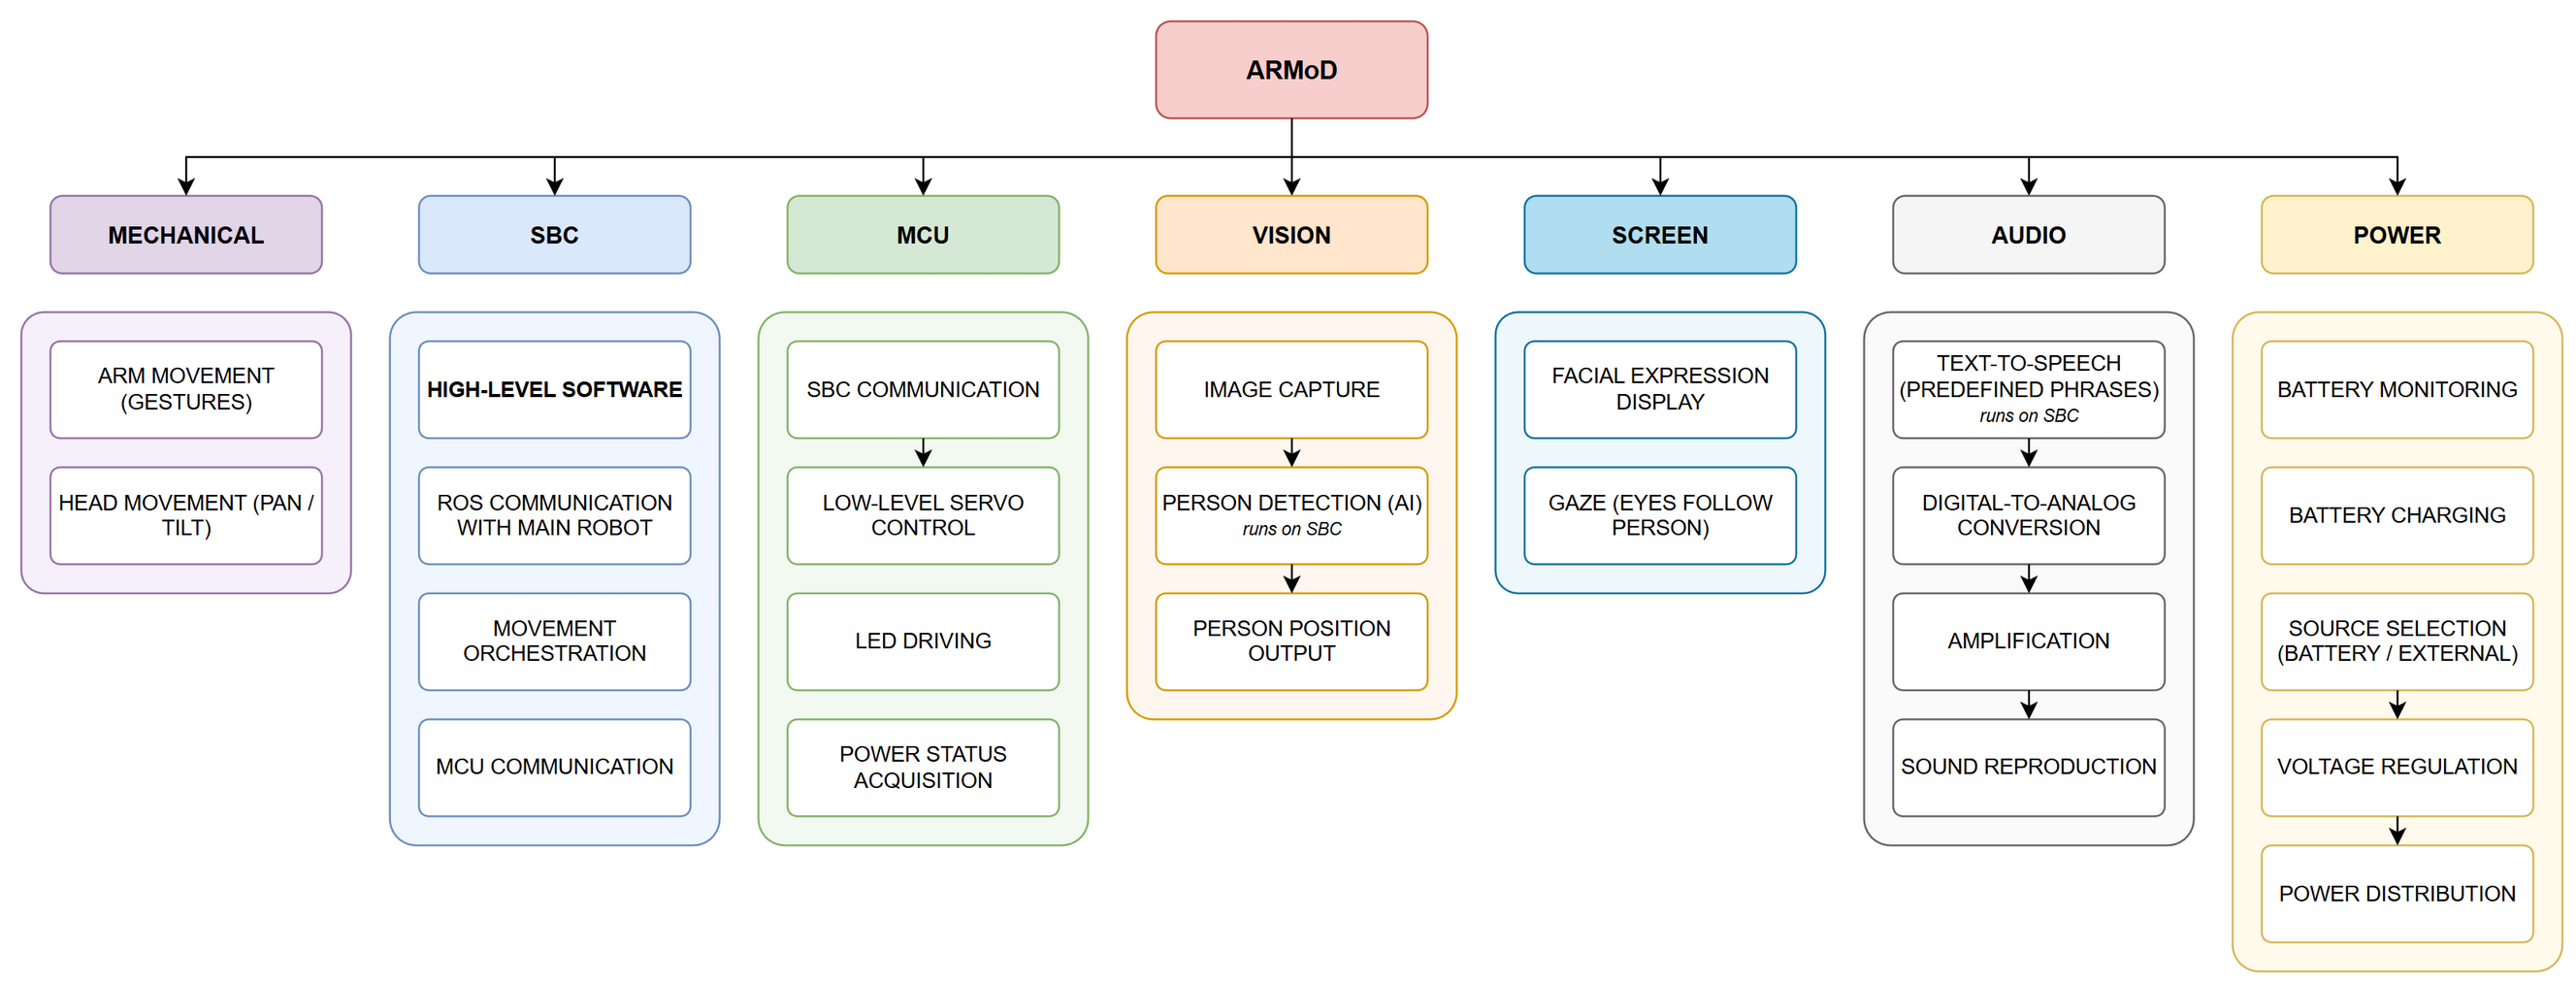 ARMoD
MECHANICAL
SBC
MCU
VISION
SCREEN
AUDIO
POWER
ARM MOVEMENT
(GESTURES)
HEAD MOVEMENT (PAN /
TILT)
HIGH-LEVEL SOFTWARE
ROS COMMUNICATION
WITH MAIN ROBOT
MOVEMENT
ORCHESTRATION
MCU COMMUNICATION
SBC COMMUNICATION
LOW-LEVEL SERVO
CONTROL
LED DRIVING
POWER STATUS
ACQUISITION
IMAGE CAPTURE
PERSON DETECTION (AI)
runs on SBC
PERSON POSITION
OUTPUT
FACIAL EXPRESSION
DISPLAY
GAZE (EYES FOLLOW
PERSON)
TEXT-TO-SPEECH
(PREDEFINED PHRASES)
runs on SBC
DIGITAL-TO-ANALOG
CONVERSION
AMPLIFICATION
SOUND REPRODUCTION
BATTERY MONITORING
BATTERY CHARGING
SOURCE SELECTION
(BATTERY / EXTERNAL)
VOLTAGE REGULATION
POWER DISTRIBUTION